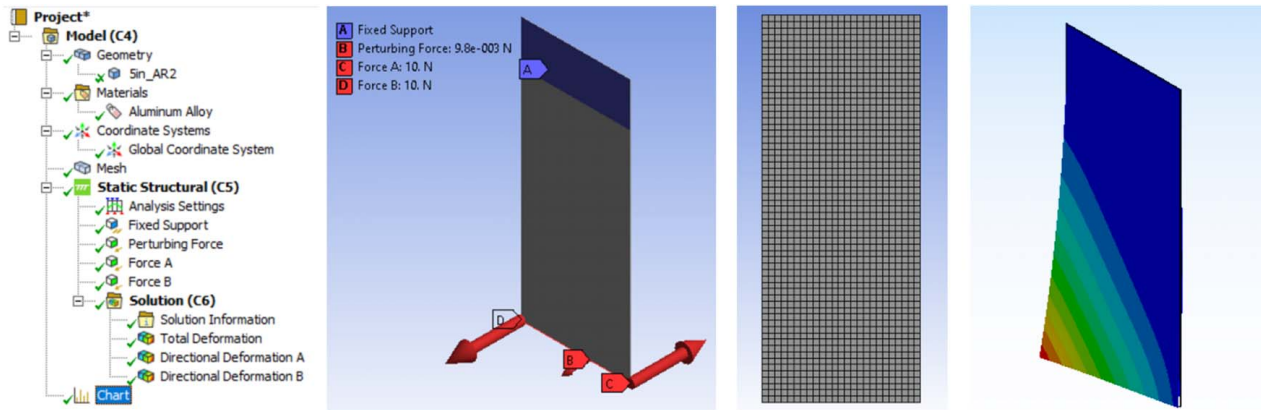 Project*
Model (C4)
Geometry
5in_AR2
Materials
Aluminum Alloy
Coordinate Systems
Global Coordinate System
Mesh
Static Structural (C5)
Analysis Settings
Fixed Support
Perturbing Force
Force A
Force B
Solution (C6)
Solution Information
Total Deformation
Directional Deformation A
Directional Deformation B
Chart
A Fixed Support
B Perturbing Force: 9.8e-003 N
C Force A: 10. N
D Force B: 10. N
A
D
B
C